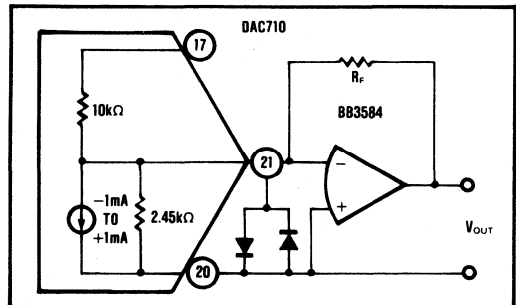 DAC710
17
R_F
10kΩ
BB3584
21
−
−1mA
TO
+1mA
2.45kΩ
+
V_OUT
20